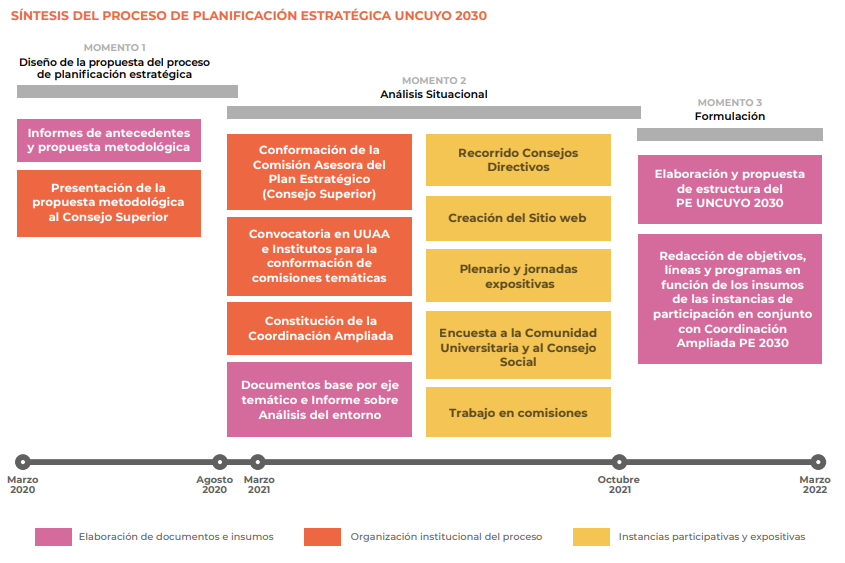 SÍNTESIS DEL PROCESO DE PLANIFICACIÓN ESTRATÉGICA UNCUYO 2030
MOMENTO 1
Diseño de la propuesta del proceso
de planificación estratégica
Informes de antecedentes
y propuesta metodológica
Presentación de la
propuesta metodológica
al Consejo Superior
MOMENTO 2
Análisis Situacional
Conformación de la
Comisión Asesora del
Plan Estratégico
(Consejo Superior)
Convocatoria en UUAA
e Institutos para la
conformación de
comisiones temáticas
Constitución de la
Coordinación Ampliada
Documentos base por eje
temático e Informe sobre
Análisis del entorno
Recorrido Consejos
Directivos
Creación del Sitio web
Plenario y jornadas
expositivas
Encuesta a la Comunidad
Universitaria y al Consejo
Social
Trabajo en comisiones
MOMENTO 3
Formulación
Elaboración y propuesta
de estructura del
PE UNCUYO 2030
Redacción de objetivos,
líneas y programas en
función de los insumos
de las instancias de
participación en conjunto
con Coordinación
Ampliada PE 2030
Marzo
2020
Agosto
2020
Marzo
2021
Octubre
2021
Marzo
2022
Elaboración de documentos e insumos
Organización institucional del proceso
Instancias participativas y expositivas